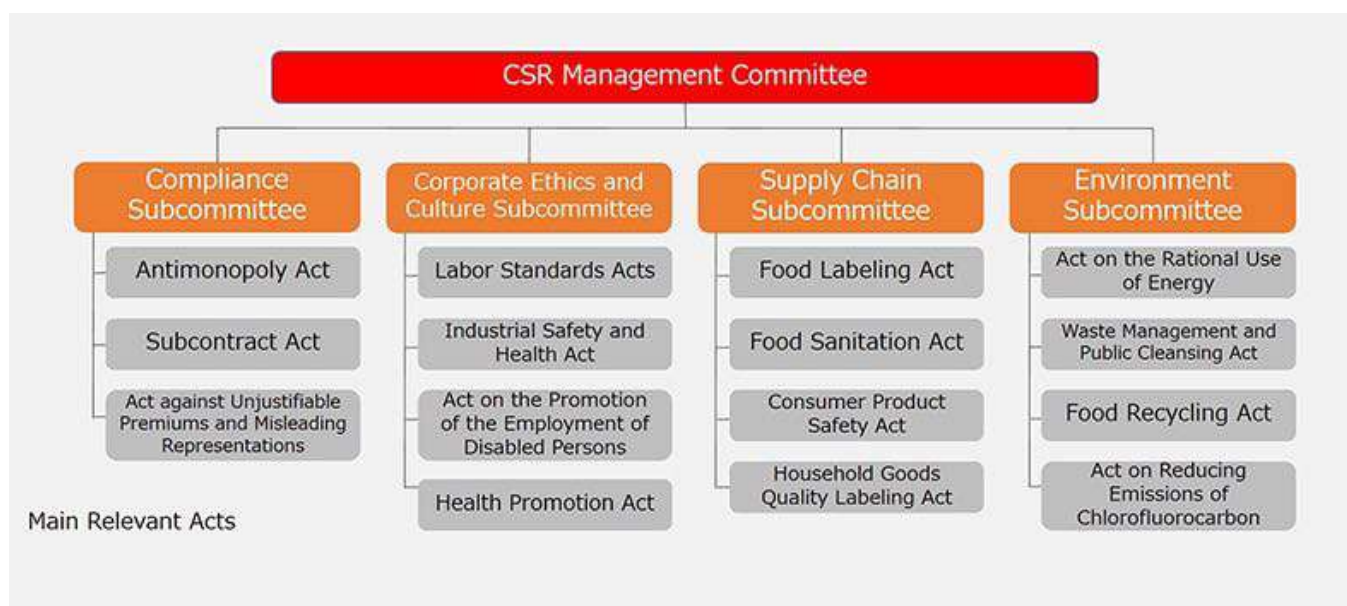 CSR Management Committee
Compliance
Subcommittee
Antimonopoly Act
Subcontract Act
Act against Unjustifiable
Premiums and Misleading
Representations
Corporate Ethics and
Culture Subcommittee
Labor Standards Acts
Industrial Safety and
Health Act
Act on the Promotion
of the Employment of
Disabled Persons
Health Promotion Act
Supply Chain
Subcommittee
Food Labeling Act
Food Sanitation Act
Consumer Product
Safety Act
Household Goods
Quality Labeling Act
Environment
Subcommittee
Act on the Rational Use
of Energy
Waste Management and
Public Cleansing Act
Food Recycling Act
Act on Reducing
Emissions of
Chlorofluorocarbon
Main Relevant Acts